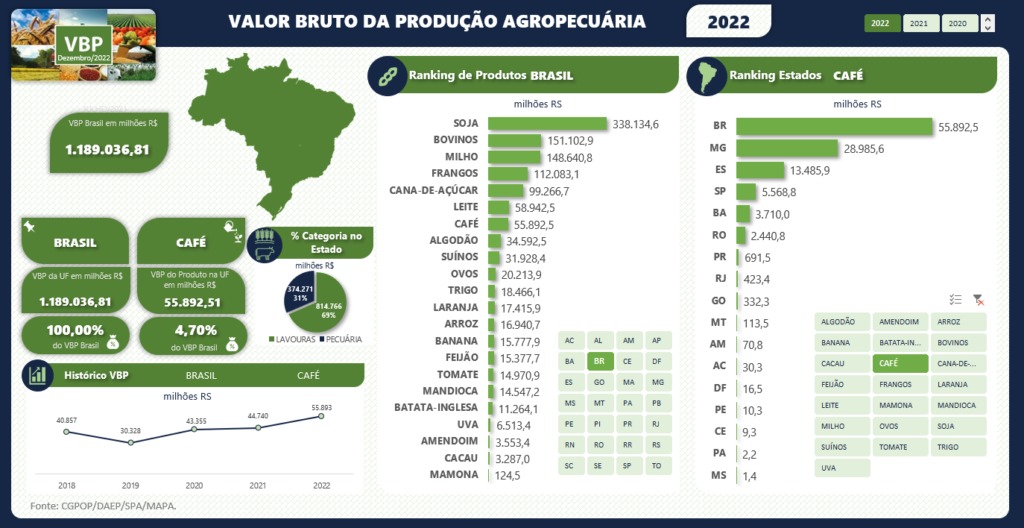 VALOR BRUTO DA PRODUÇÃO AGROPECUÁRIA
2022
2022
2021
2020
VBP
Dezembro/2022
VBP Brasil em milhões R$
1.189.036,81
BRASIL
VBP da UF em milhões R$
1.189.036,81
100,00%
do VBP Brasil
CAFÉ
VBP do Produto na UF
em milhões R$
55.892,51
4,70%
do VBP Brasil
% Categoria no
Estado
milhões R$
374.271
31%
814.766
69%
LAVOURAS
PECUÁRIA
Histórico VBP
BRASIL
CAFÉ
milhões R$
40.857
30.328
43.355
44.740
55.893
2018
2019
2020
2021
2022
Fonte: CGPOP/DAEP/SPA/MAPA.
Ranking de Produtos BRASIL
milhões RS
SOJA 338.134,6
BOVINOS 151.102,9
MILHO 148.640,8
FRANGOS 112.083,1
CANA-DE-AÇÚCAR 99.266,7
LEITE 58.942,5
CAFÉ 55.892,5
ALGODÃO 34.592,5
SUÍNOS 31.928,4
OVOS 20.213,9
TRIGO 18.466,1
LARANJA 17.415,9
ARROZ 16.940,7
BANANA 15.777,9
FEIJÃO 15.377,7
TOMATE 14.970,9
MANDIOCA 14.547,2
BATATA-INGLESA 11.264,1
UVA 6.513,4
AMENDOIM 3.553,4
CACAU 3.287,0
MAMONA 124,5
AC AL AM AP
BA BR CE DF
ES GO MA MG
MS MT PA PB
PE PI PR RJ
RN RO RR RS
SC SE SP TO
Ranking Estados CAFÉ
milhões RS
BR 55.892,5
MG 28.985,6
ES 13.485,9
SP 5.568,8
BA 3.710,0
RO 2.440,8
PR 691,5
RJ 423,4
GO 332,3
MT 113,5
AM 70,8
AC 30,3
DF 16,5
PE 10,3
CE 9,3
PA 2,2
MS 1,4
ALGODÃO AMENDOIM ARROZ
BANANA BATATA-IN... BOVINOS
CACAU CAFÉ CANA-DE-...
FEIJÃO FRANGOS LARANJA
LEITE MAMONA MANDIOCA
MILHO OVOS SOJA
SUÍNOS TOMATE TRIGO
UVA